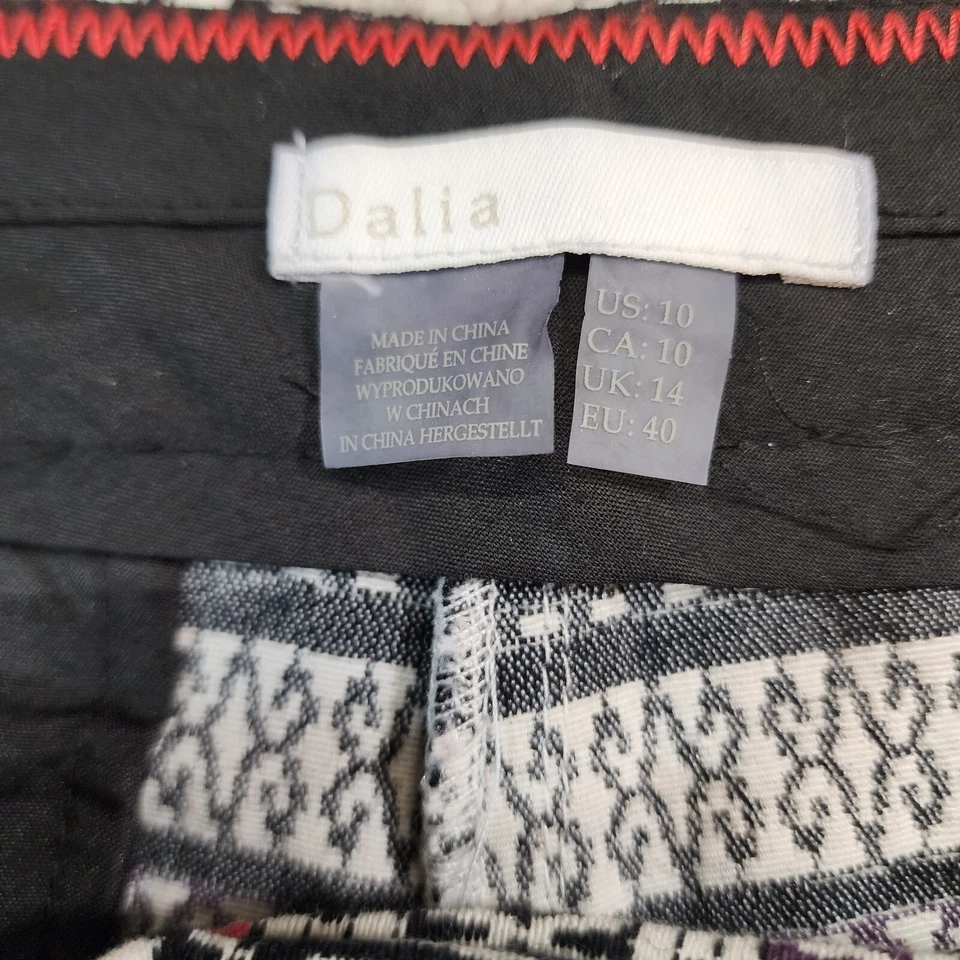 Dalia
MADE IN CHINA
FABRIQUÉ EN CHINE
WYPRODUKOWANO
W CHINACH
IN CHINA HERGESTELLT
US: 10
CA: 10
UK: 14
EU: 40